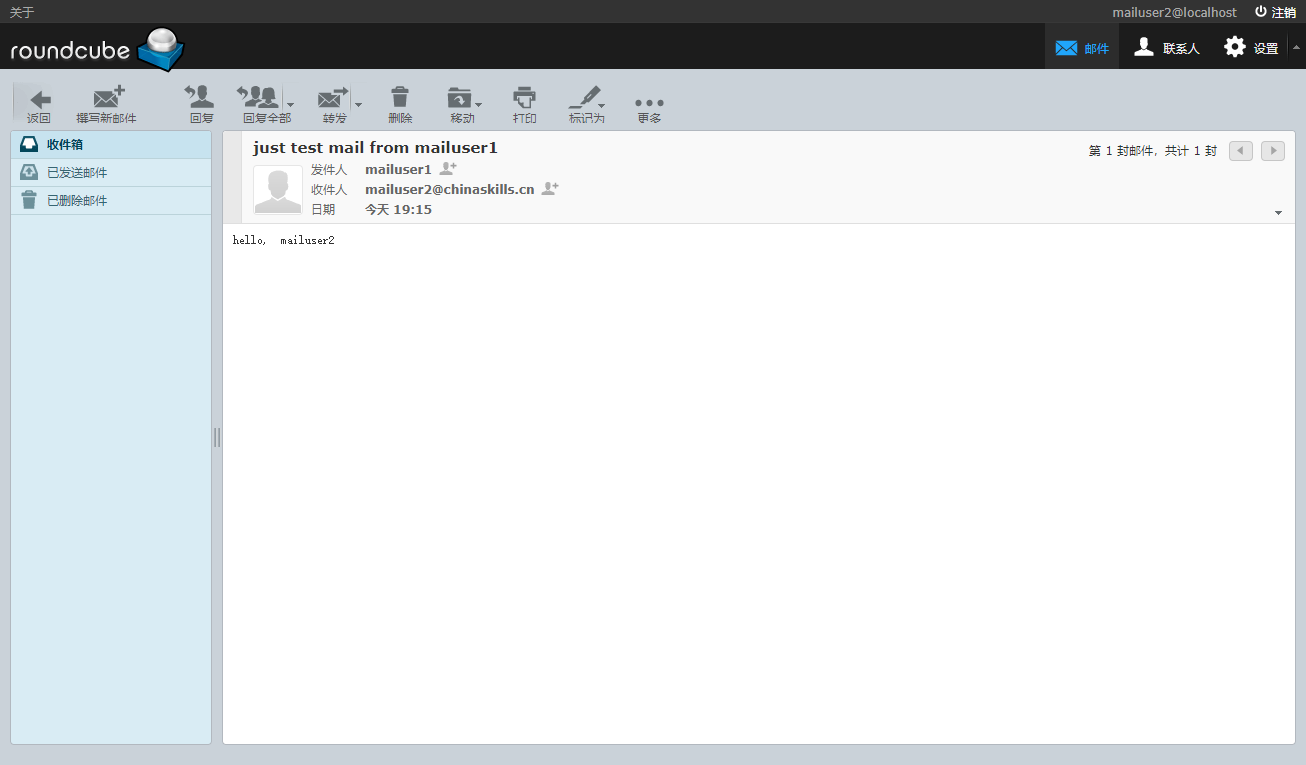 关于
mailuser2@localhost 注销
roundcube
邮件 联系人 设置
返回 撰写新邮件 回复 回复全部 转发 删除 移动 打印 标记为 更多
收件箱
已发送邮件
已删除邮件
just test mail from mailuser1
第 1 封邮件，共计 1 封
发件人 mailuser1
收件人 mailuser2@chinaskills.cn
日期 今天 19:15
hello, mailuser2